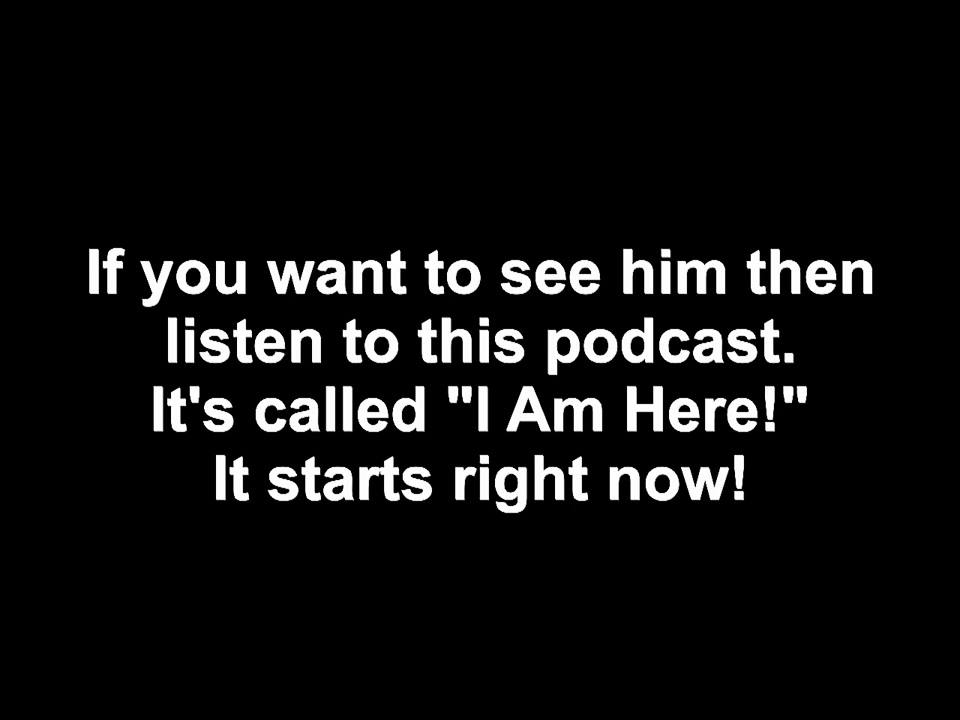 If you want to see him then
listen to this podcast.
It's called "I Am Here!"
It starts right now!